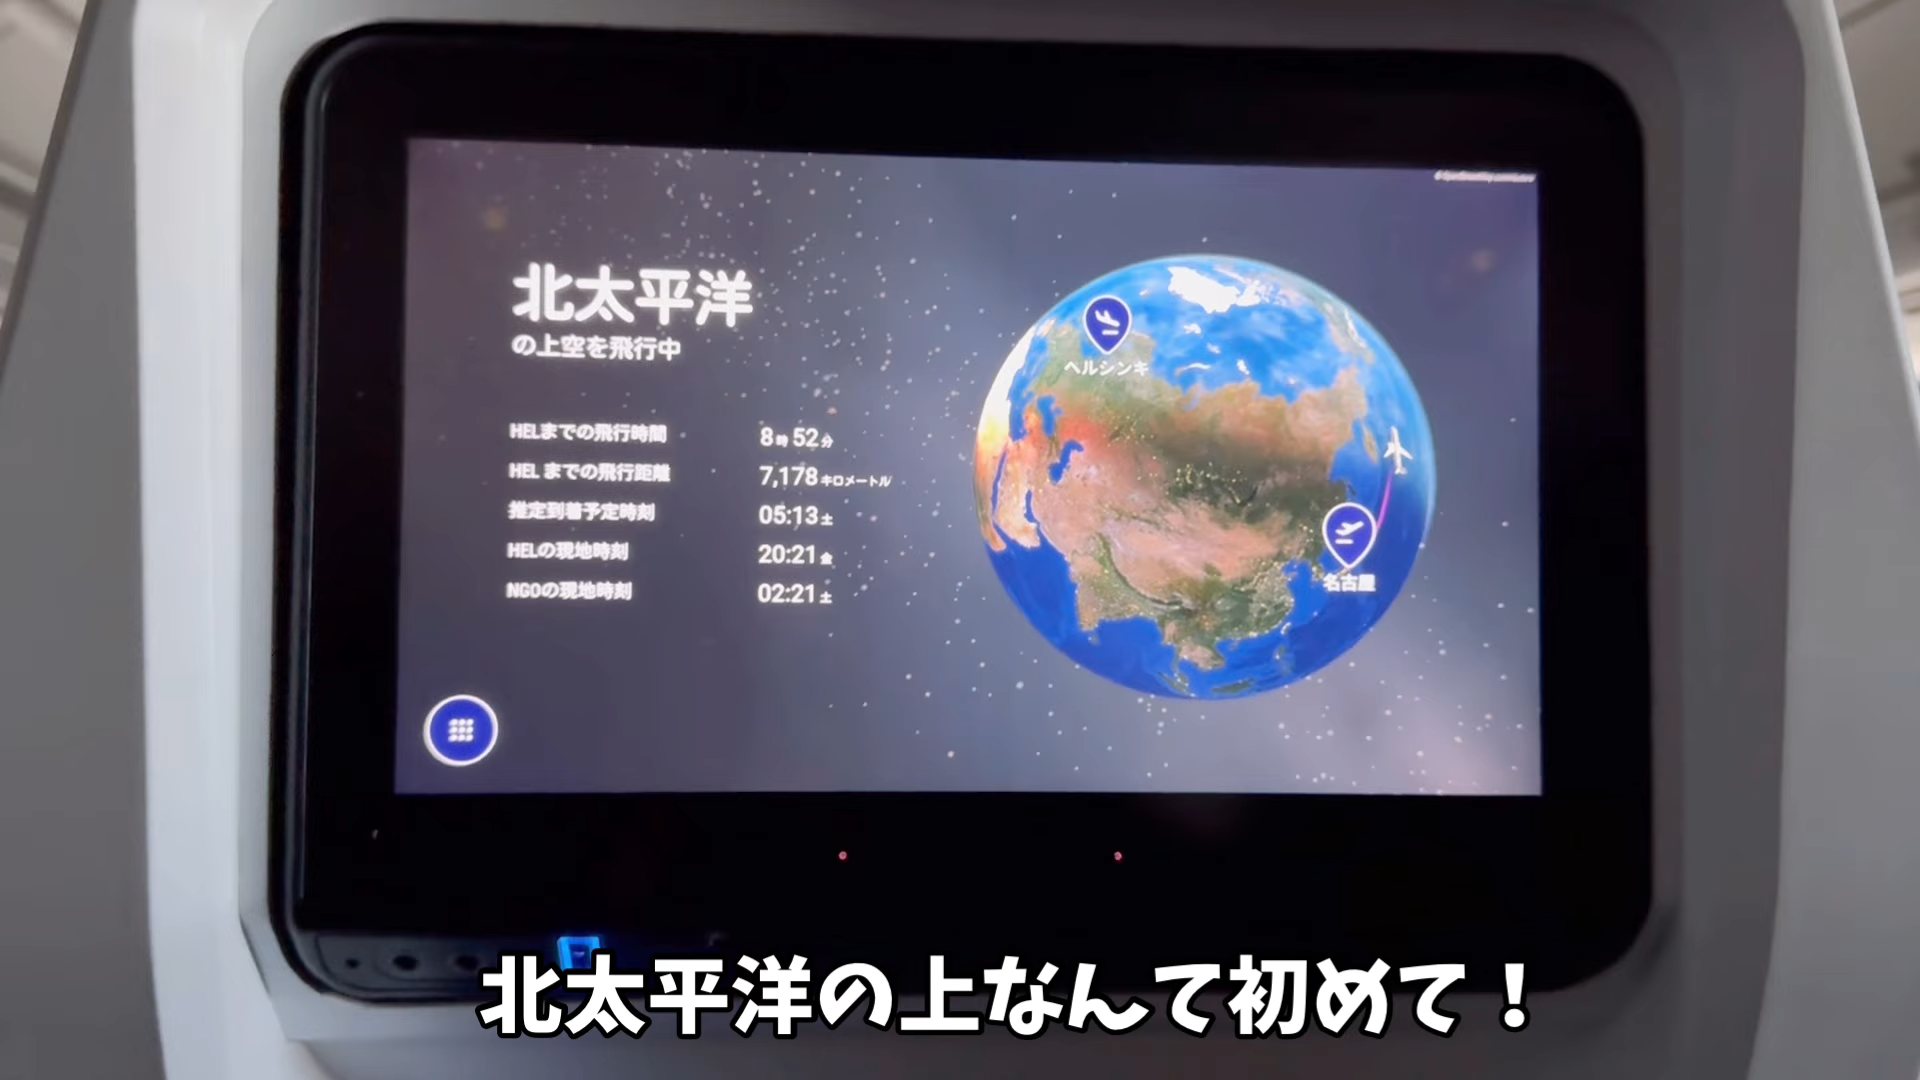 北太平洋
の上空を飛行中
HELまでの飛行時間 8時52分
HEL までの飛行距離 7,178キロメートル
推定到着予定時刻 05:13土
HELの現地時刻 20:21金
NGOの現地時刻 02:21土
ヘルシンキ
名古屋
北太平洋の上なんて初めて！